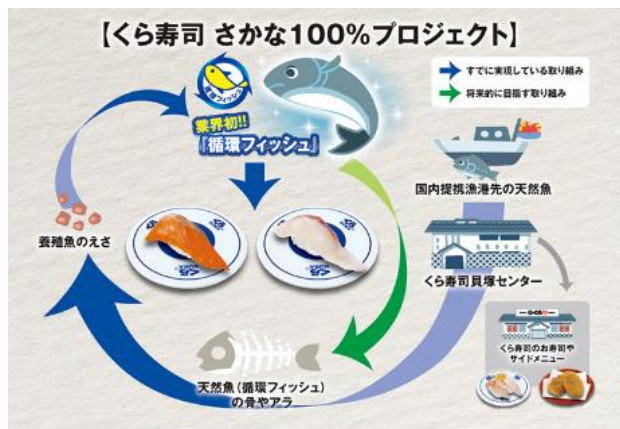 【くら寿司 さかな100%プロジェクト】
すでに実現している取り組み
将来的に目指す取り組み
循環フィッシュ
業界初!!
『循環フィッシュ』
国内提携漁港先の天然魚
養殖魚のえさ
くら寿司貝塚センター
くら寿司のお寿司や
サイドメニュー
天然魚(循環フィッシュ)
の骨やアラ